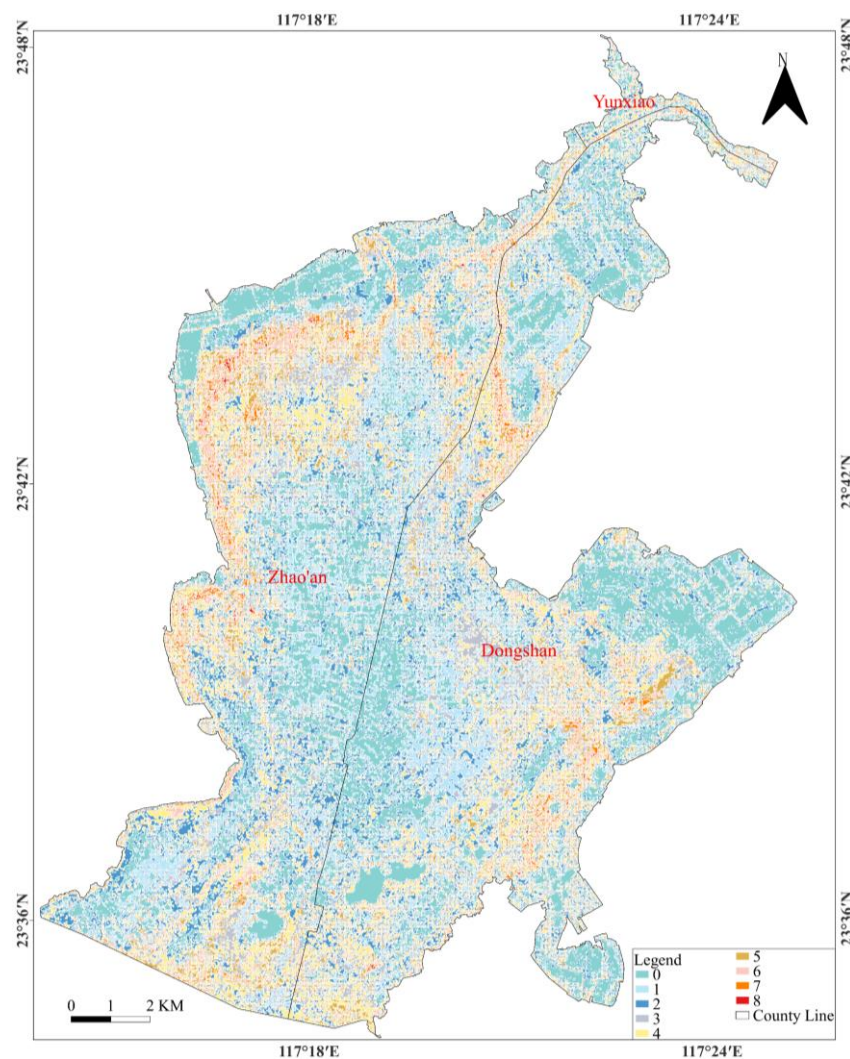 117°18′E 117°24′E
23°48′N 23°48′N
N
Yunxiao
23°42′N 23°42′N
Zhao'an
Dongshan
23°36′N 23°36′N
Legend
0
1
2
3
4
5
6
7
8
County Line
0 1 2 KM
117°18′E 117°24′E